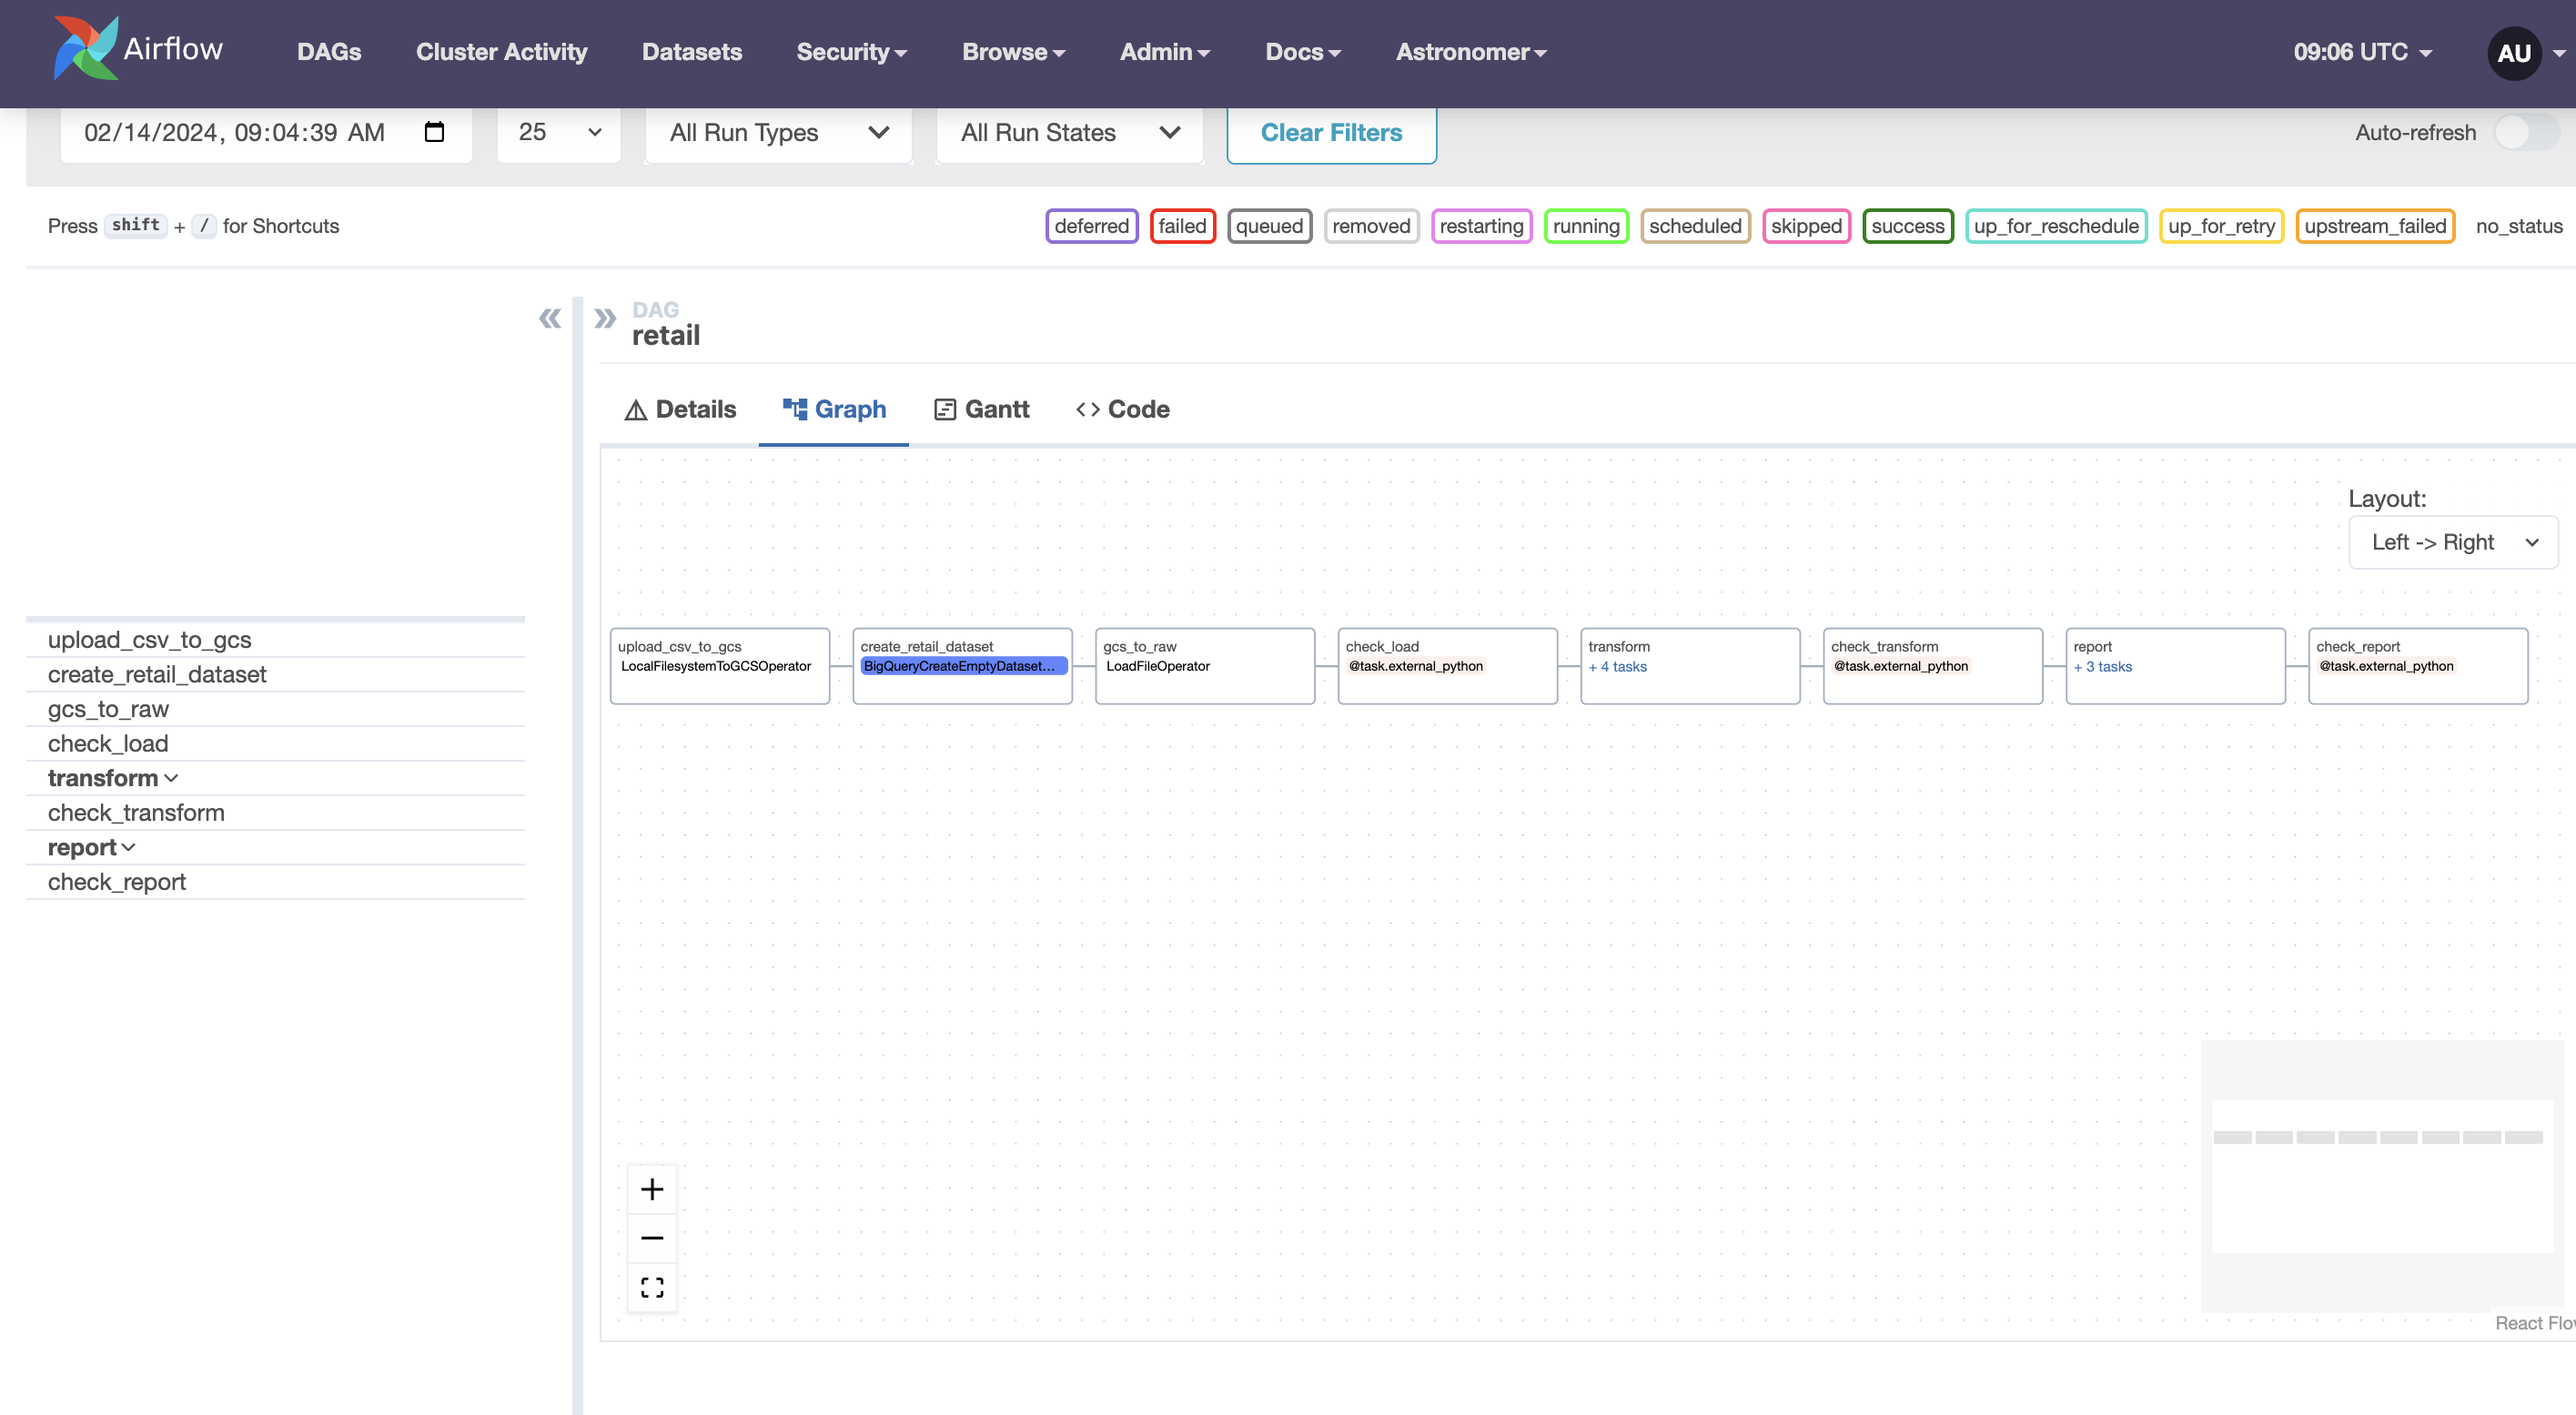 Airflow DAGs Cluster Activity Datasets Security Browse Admin Docs Astronomer 09:06 UTC AU
02/14/2024, 09:04:39 AM 25 All Run Types All Run States Clear Filters Auto-refresh
Press shift + / for Shortcuts deferred failed queued removed restarting running scheduled skipped success up_for_reschedule up_for_retry upstream_failed no_status
DAG
retail
Details Graph Gantt Code
Layout:
Left -> Right
upload_csv_to_gcs
create_retail_dataset
gcs_to_raw
check_load
transform
check_transform
report
check_report
upload_csv_to_gcs
LocalFilesystemToGCSOperator
create_retail_dataset
BigQueryCreateEmptyDataset...
gcs_to_raw
LoadFileOperator
check_load
@task.external_python
transform
+ 4 tasks
check_transform
@task.external_python
report
+ 3 tasks
check_report
@task.external_python
React Flo